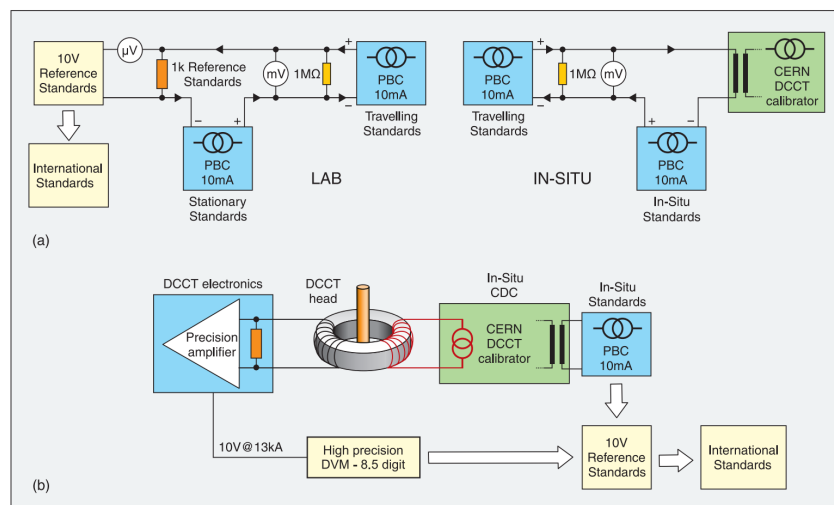 10V
Reference
Standards
µV
1k Reference
Standards
mV
1MΩ
+
−
PBC
10mA
Travelling
Standards
−
+
PBC
10mA
Stationary
Standards
International
Standards
LAB
(a)
PBC
10mA
Travelling
Standards
+
−
1MΩ
mV
CERN
DCCT
calibrator
+
−
PBC
10mA
In-Situ
Standards
IN-SITU
DCCT electronics
Precision
amplifier
DCCT
head
In-Situ
CDC
CERN
DCCT
calibrator
In-Situ
Standards
PBC
10mA
10V@13kA
High precision
DVM - 8.5 digit
10V
Reference
Standards
International
Standards
(b)